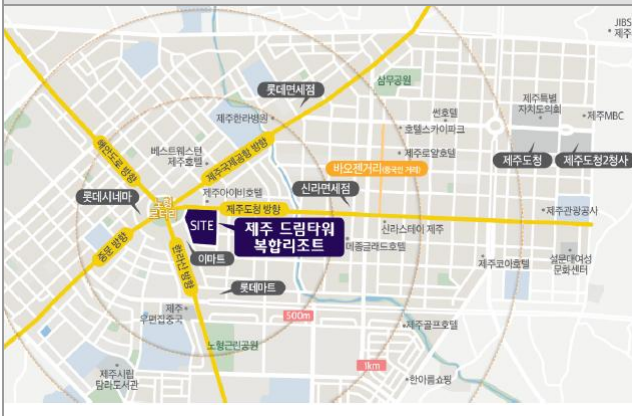 JIBS
제주
삼무공원
롯데면세점
썬호텔
제주특별
자치도의회
제주한라병원
호텔스카이파크
제주MBC
해안도로 방향
제주국제공항 방향
베스트웨스턴
제주호텔
제주로얄호텔
제주도청
제주도청2청사
바오젠거리(중국인 거리)
신라면세점
롯데시네마
노형
로터리
제주아이비호텔
제주도청 방향
제주관광공사
SITE
제주 드림타워
복합리조트
신라스테이 제주
중문 방향
한라산 방향
이마트
메종글래드호텔
제주코아호텔
설문대여성
문화센터
롯데마트
제주
우편집중국
500m
제주골프호텔
노형근린공원
1km
제주시립
탐라도서관
한아름쇼핑